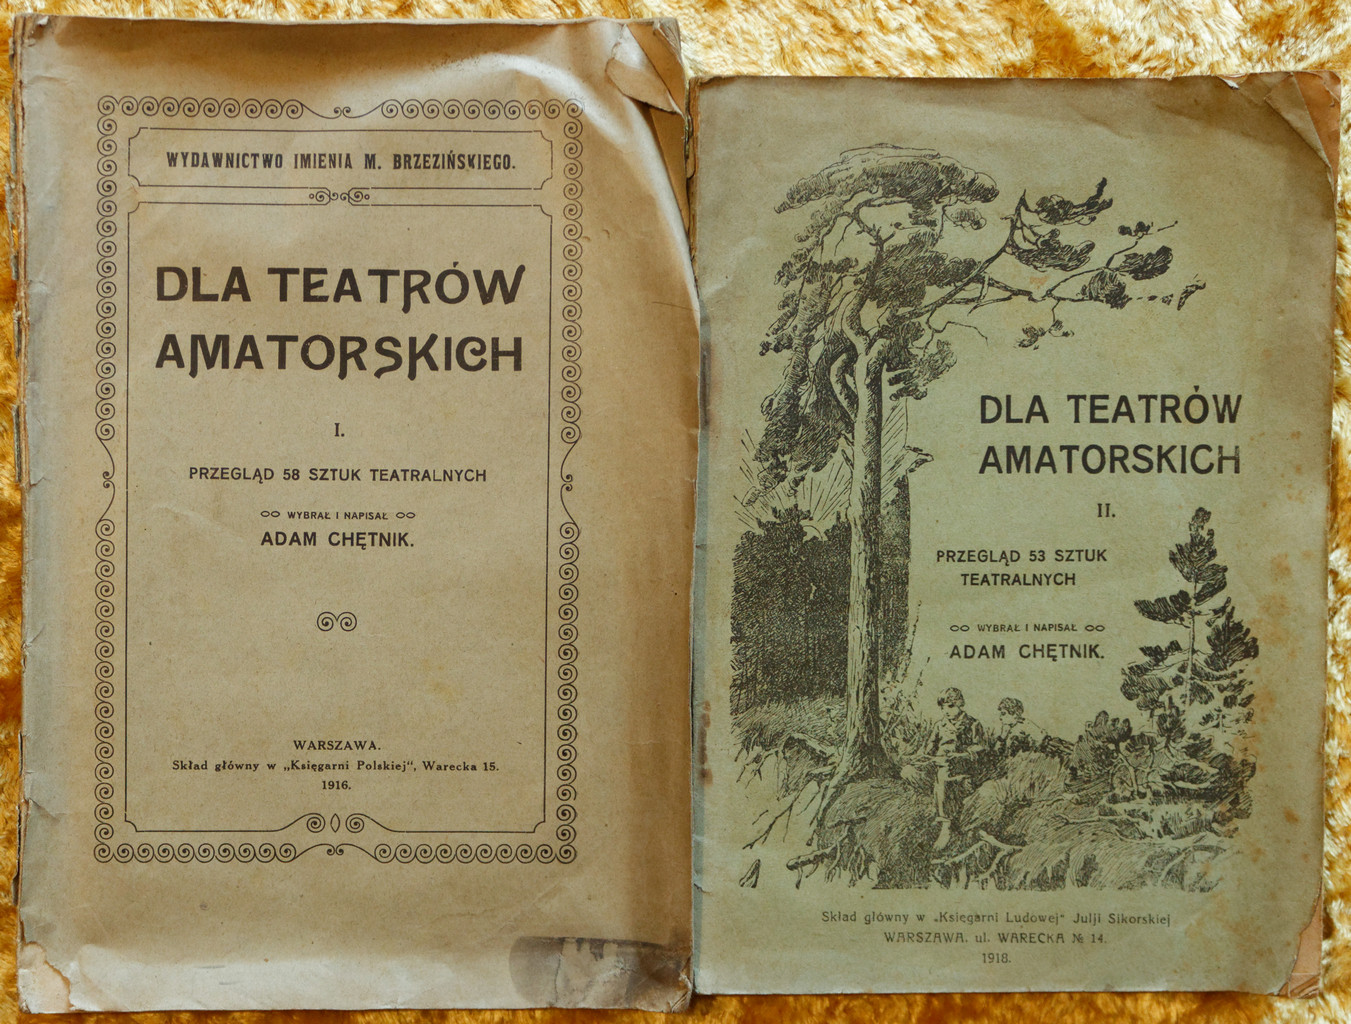 WYDAWNICTWO IMIENIA M. BRZEZIŃSKIEGO.
DLA TEATRÓW
AMATORSKICH
I.
PRZEGLĄD 58 SZTUK TEATRALNYCH
WYBRAŁ I NAPISAŁ
ADAM CHĘTNIK.
WARSZAWA.
Skład główny w „Księgarni Polskiej“, Warecka 15.
1916.
DLA TEATRÓW
AMATORSKICH
II.
PRZEGLĄD 53 SZTUK
TEATRALNYCH
WYBRAŁ I NAPISAŁ
ADAM CHĘTNIK.
Skład główny w „Księgarni Ludowej“ Julji Sikorskiej
WARSZAWA. ul. WARECKA № 14.
1918.